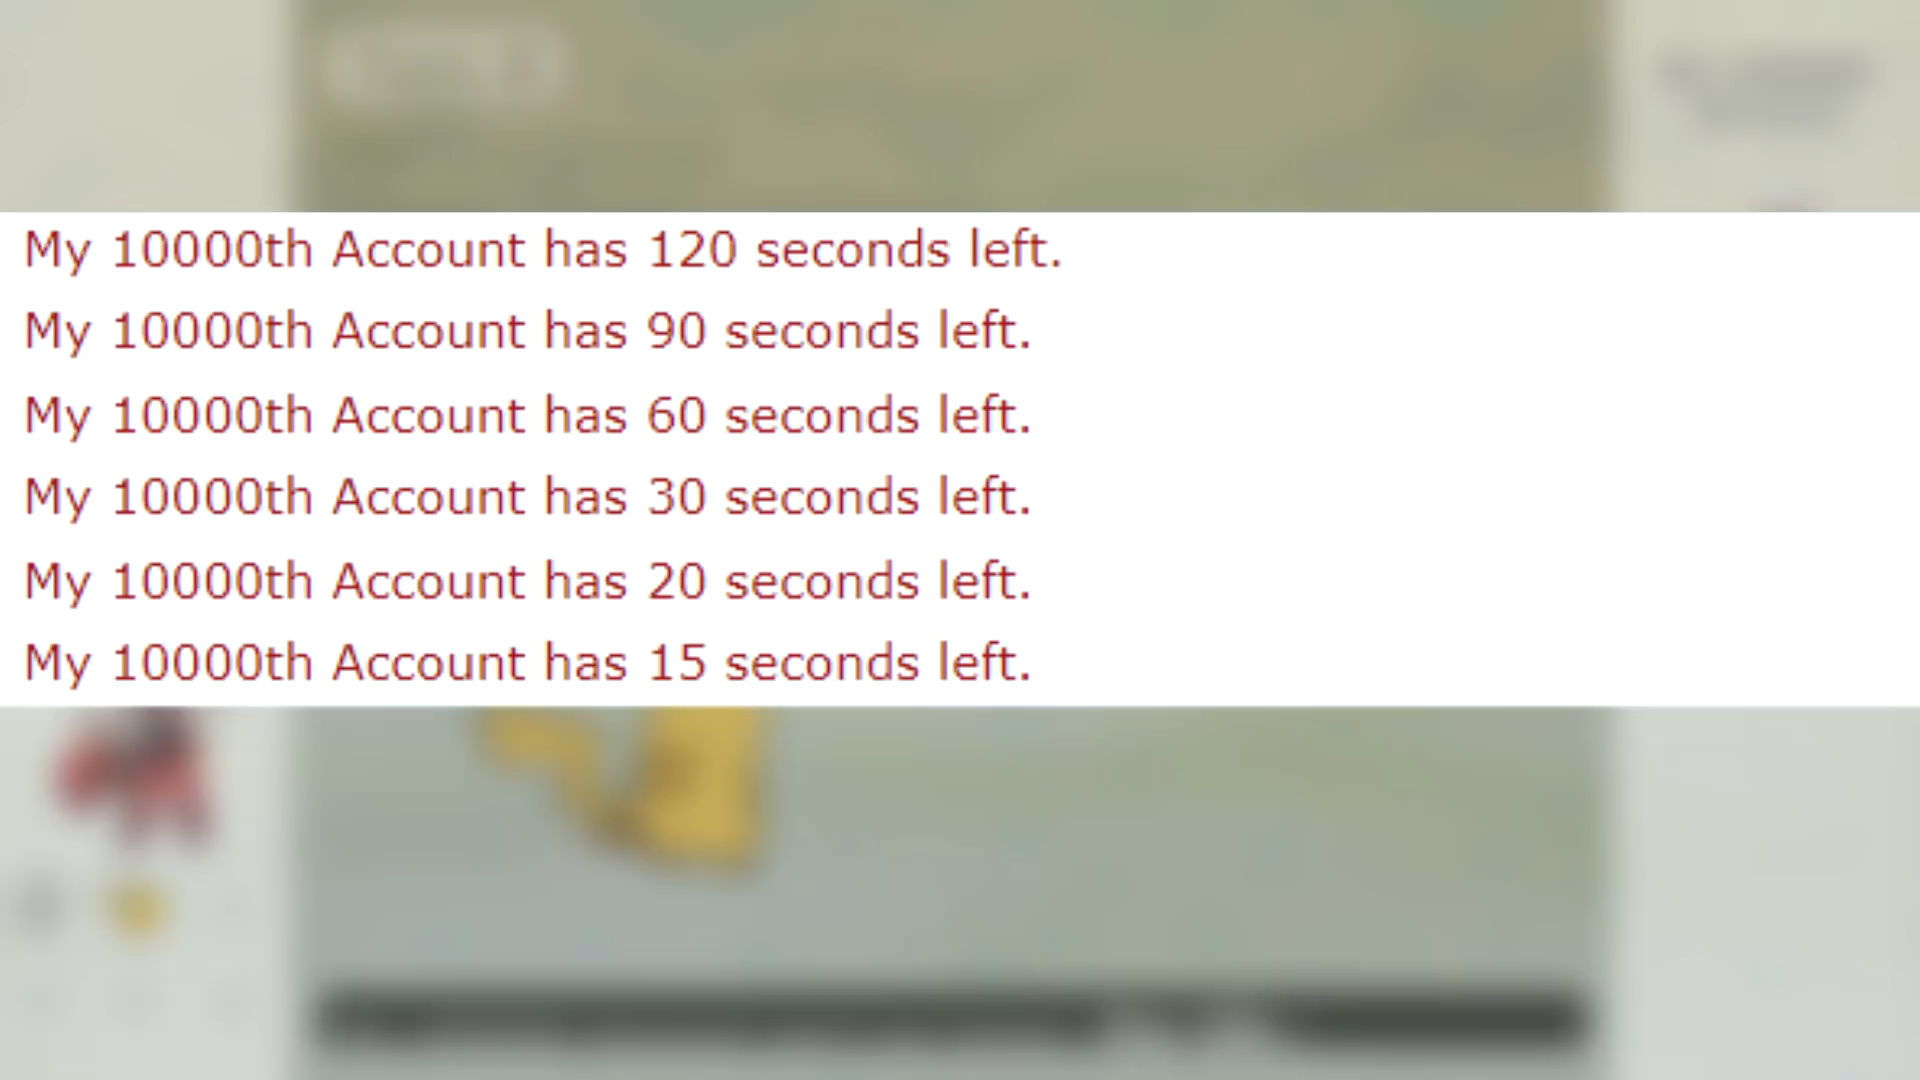 My 10000th Account has 120 seconds left.
My 10000th Account has 90 seconds left.
My 10000th Account has 60 seconds left.
My 10000th Account has 30 seconds left.
My 10000th Account has 20 seconds left.
My 10000th Account has 15 seconds left.